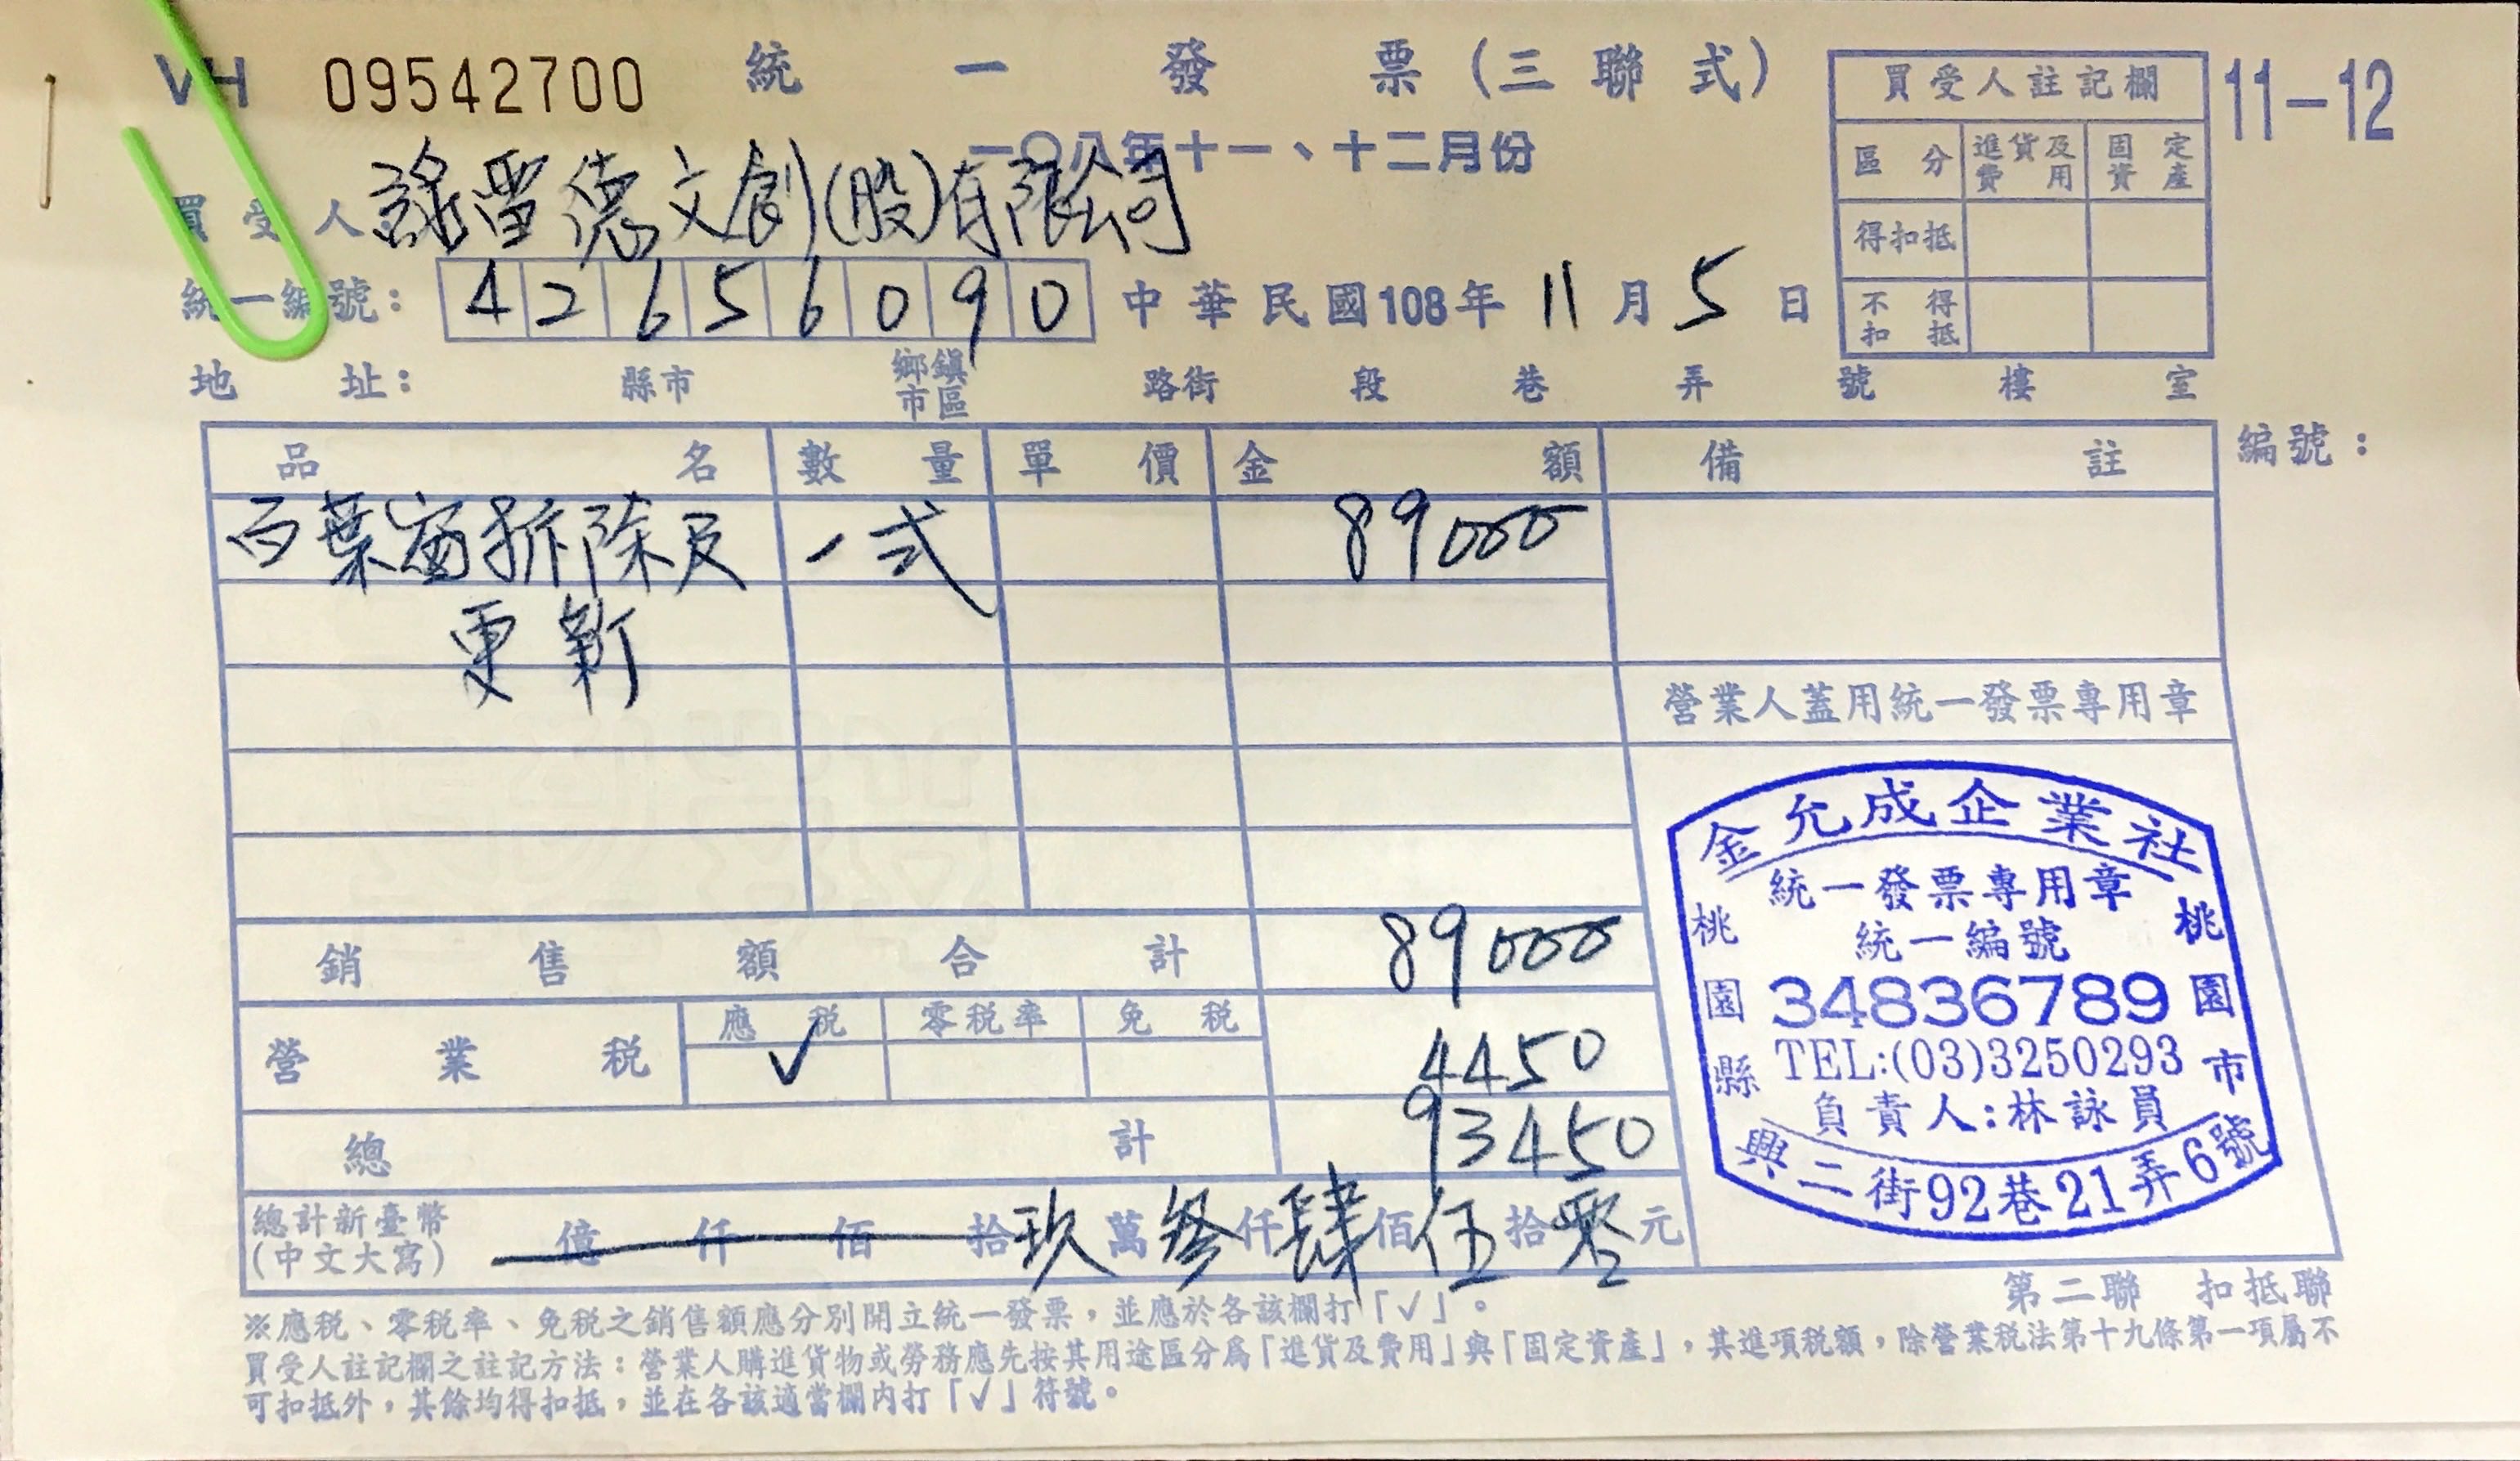 VH 09542700 統一發票(三聯式)
11-12
一〇八年十一、十二月份
買受人註記欄
區分 進貨及費用 固定資產
得扣抵
不得扣抵
買受人:諾雷德文創(股)有限公司
統一編號:42656090 中華民國108年11月5日
地址: 縣市 鄉鎮市區 路街 段 巷 弄 號 樓 室
品名 數量 單價 金額 備註 編號:
百葉窗拆除及 一式 89000
更新
營業人蓋用統一發票專用章
銷售額合計 89000
營業稅 應稅 ✓ 零稅率 免稅 4450
總計 93450
總計新臺幣(中文大寫) 億 仟 佰 拾 玖萬 叁仟 肆佰 伍拾 零元
金允成企業社
統一發票專用章
統一編號
34836789
TEL:(03)3250293
負責人:林詠員
桃園縣
桃園市
興二街92巷21弄6號
第二聯 扣抵聯
※應稅、零稅率、免稅之銷售額應分別開立統一發票,並應於各該欄打「✓」。
買受人註記欄之註記方法:營業人購進貨物或勞務應先按其用途區分為「進貨及費用」與「固定資產」,其進項稅額,除營業稅法第十九條第一項屬不
可扣抵外,其餘均得扣抵,並在各該適當欄內打「✓」符號。